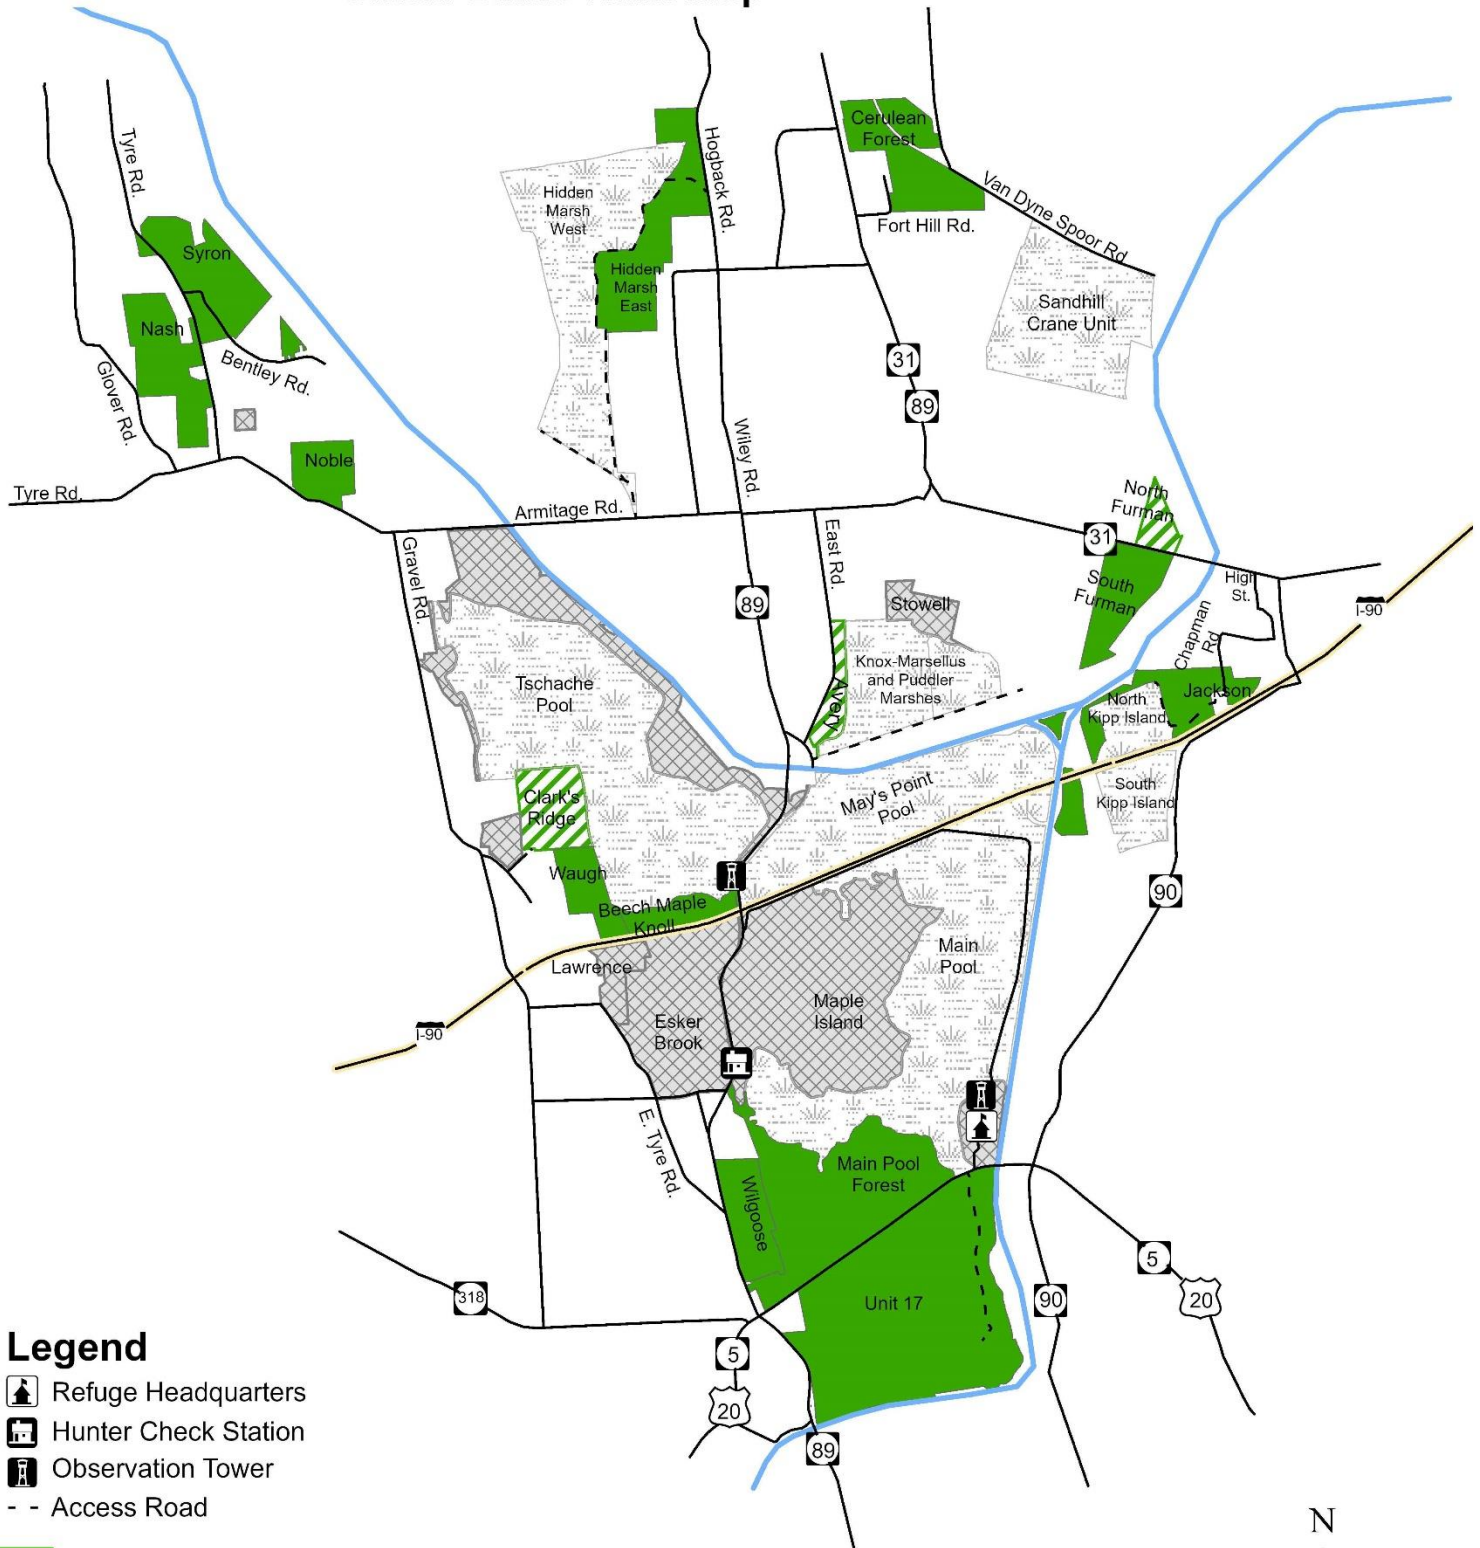 Tyre Rd.
Hogback Rd.
Cerulean
Forest
Van Dyne Spoor Rd
Fort Hill Rd.
Hidden
Marsh
West
Hidden
Marsh
East
Syron
Nash
Bentley Rd.
Glover Rd.
Noble
Tyre Rd.
Sandhill
Crane Unit
31
89
Wiley Rd.
Armitage Rd.
North
Furman
31
South
Furman
High
St.
Chapman
Rd
I-90
Gravel Rd.
East Rd.
89
Stowell
Knox-Marsellus
and Puddler
Marshes
Avery
Tschache
Pool
North
Kipp Island
Jackson
South
Kipp Island
May's Point
Pool
Clark's
Ridge
Waugh
Beech Maple
Knoll
90
Lawrence
Main
Pool
Maple
Island
Esker
Brook
I-90
E. Tyre Rd.
Main Pool
Forest
Wilgoose
Unit 17
318
5
20
90
5
20
89
Legend
Refuge Headquarters
Hunter Check Station
Observation Tower
Access Road
N